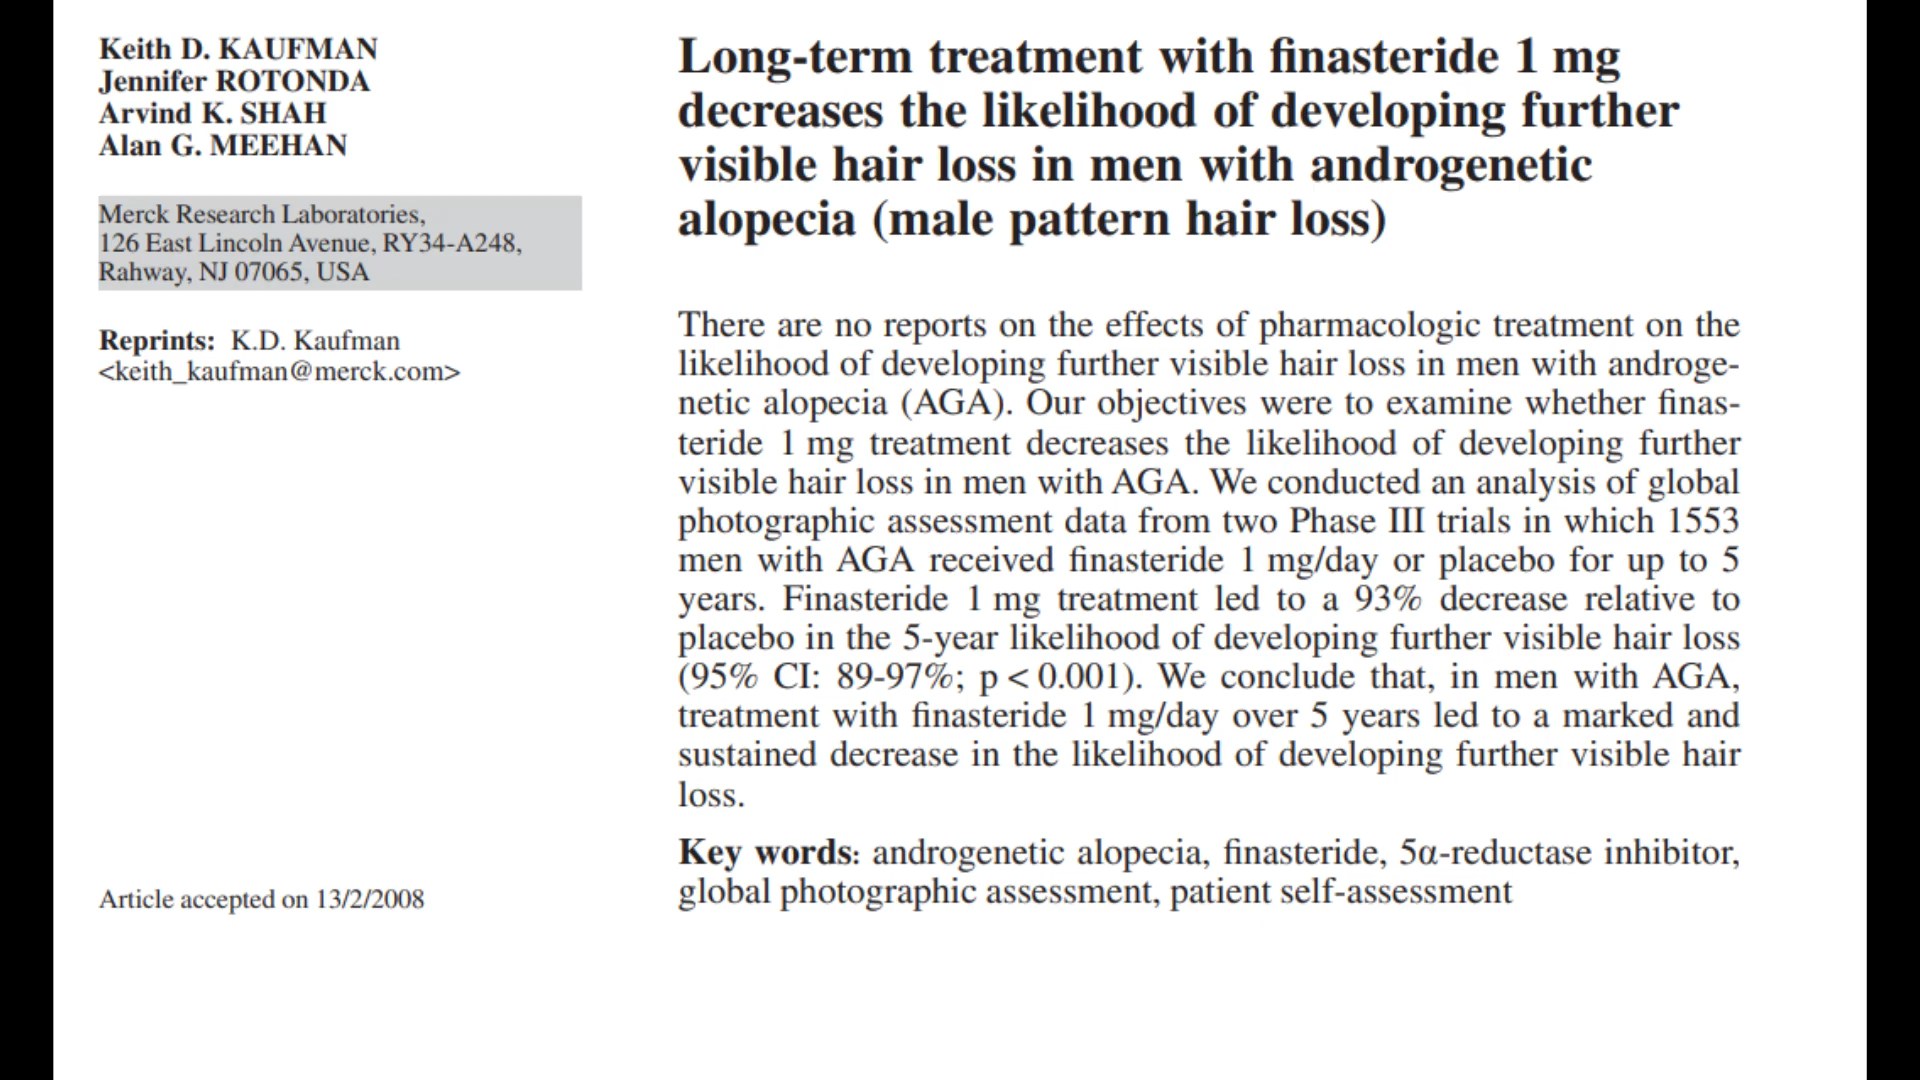 Keith D. KAUFMAN
Jennifer ROTONDA
Arvind K. SHAH
Alan G. MEEHAN
Merck Research Laboratories,
126 East Lincoln Avenue, RY34-A248,
Rahway, NJ 07065, USA
Reprints: K.D. Kaufman
<keith_kaufman@merck.com>
Article accepted on 13/2/2008
Long-term treatment with finasteride 1 mg
decreases the likelihood of developing further
visible hair loss in men with androgenetic
alopecia (male pattern hair loss)
There are no reports on the effects of pharmacologic treatment on the
likelihood of developing further visible hair loss in men with androge-
netic alopecia (AGA). Our objectives were to examine whether finas-
teride 1 mg treatment decreases the likelihood of developing further
visible hair loss in men with AGA. We conducted an analysis of global
photographic assessment data from two Phase III trials in which 1553
men with AGA received finasteride 1 mg/day or placebo for up to 5
years. Finasteride 1 mg treatment led to a 93% decrease relative to
placebo in the 5-year likelihood of developing further visible hair loss
(95% CI: 89-97%; p < 0.001). We conclude that, in men with AGA,
treatment with finasteride 1 mg/day over 5 years led to a marked and
sustained decrease in the likelihood of developing further visible hair
loss.
Key words: androgenetic alopecia, finasteride, 5α-reductase inhibitor,
global photographic assessment, patient self-assessment